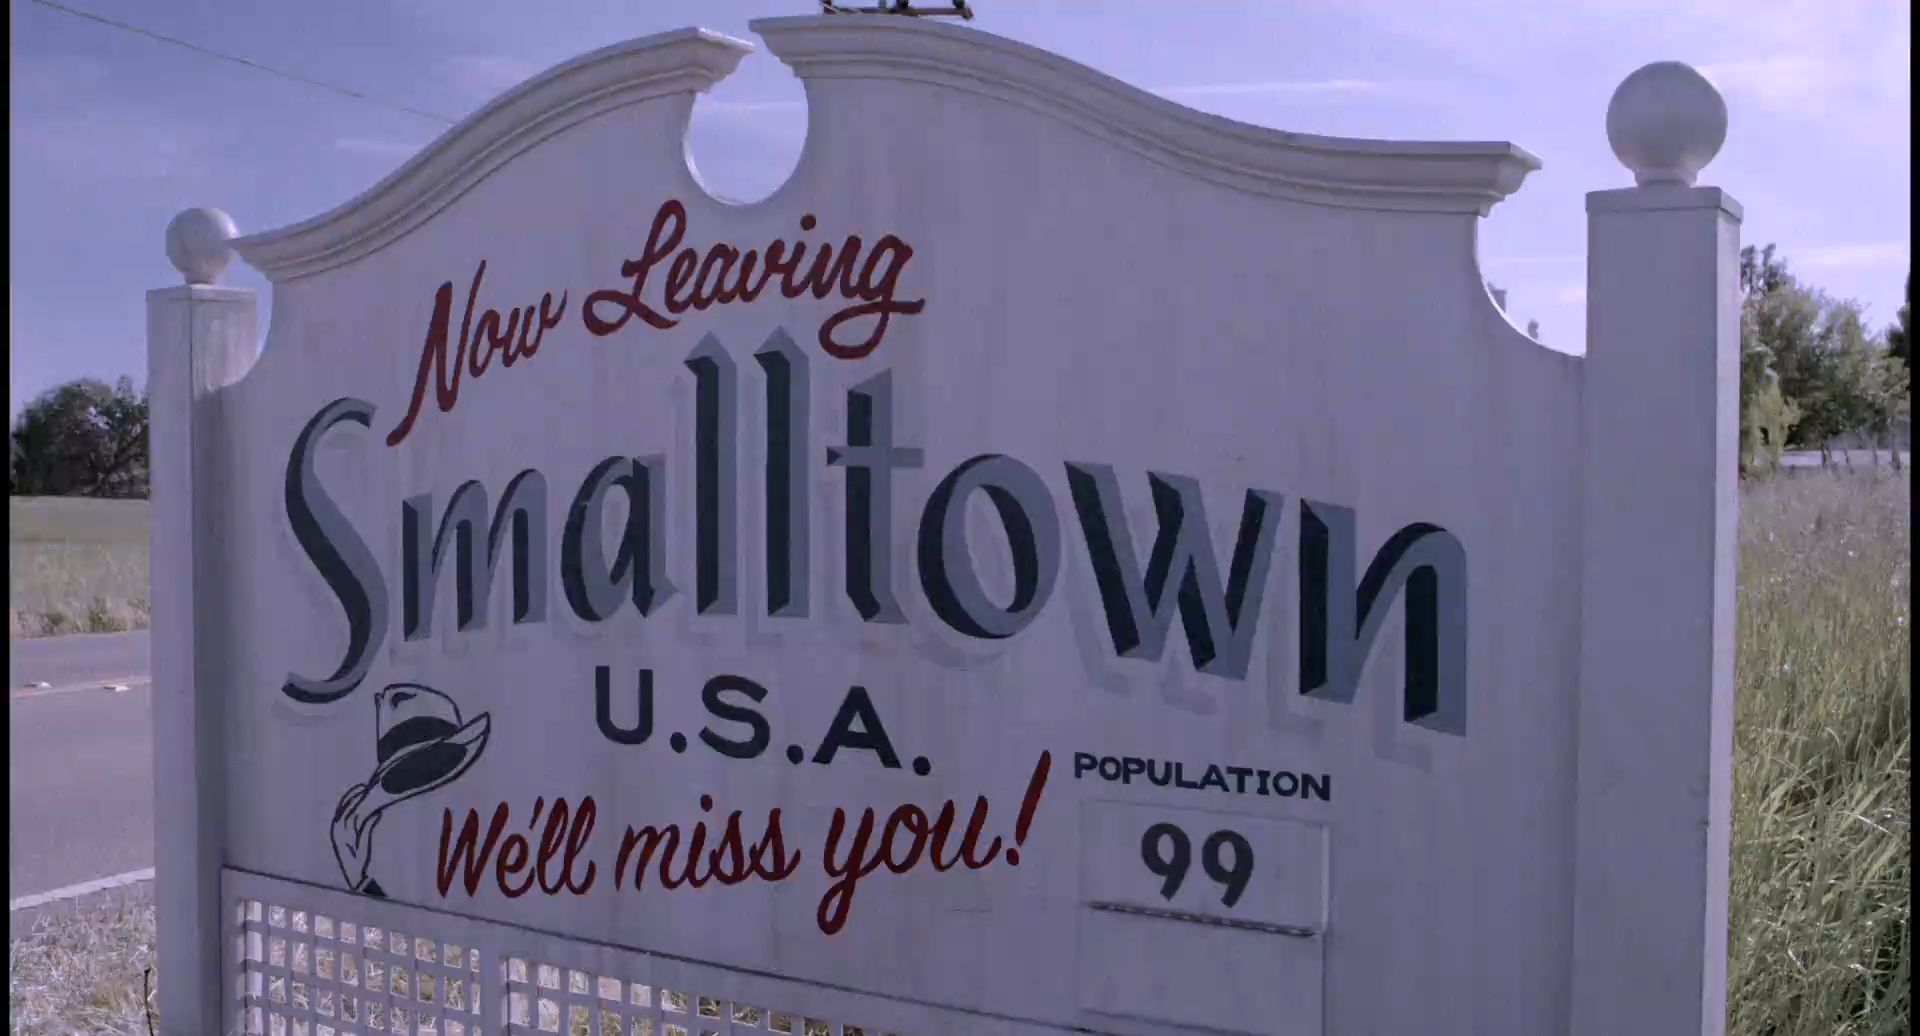 Now Leaving
Smalltown
U.S.A.
We'll miss you!
POPULATION
99